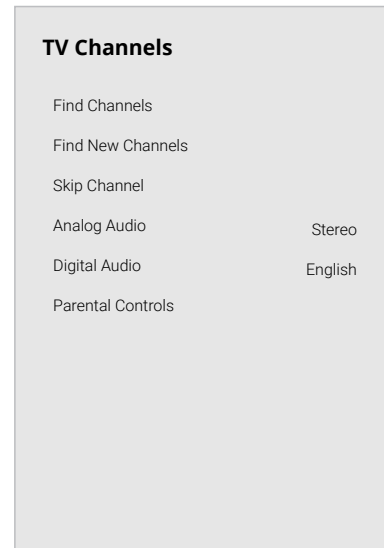 TV Channels
Find Channels
Find New Channels
Skip Channel
Analog Audio Stereo
Digital Audio English
Parental Controls